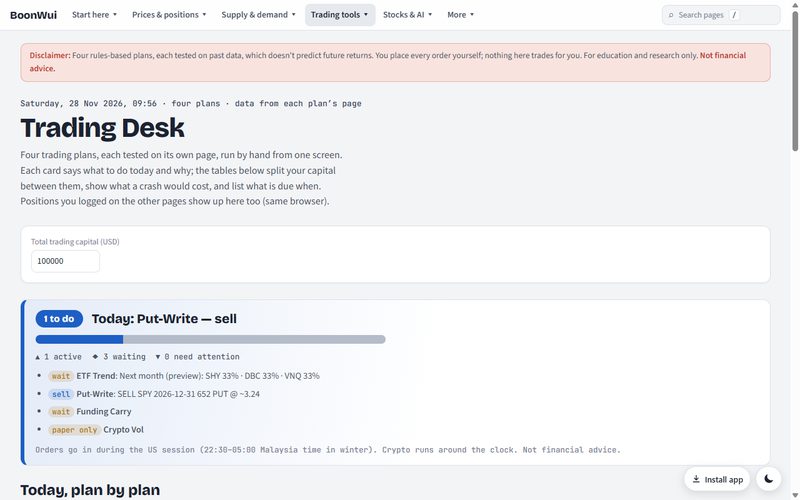 BoonWui Start here ▾ Prices & positions ▾ Supply & demand ▾ Trading tools ▾ Stocks & AI ▾ More ▾ Search pages /
Disclaimer: Four rules-based plans, each tested on past data, which doesn't predict future returns. You place every order yourself; nothing here trades for you. For education and research only. Not financial
advice.
Saturday, 28 Nov 2026, 09:56 · four plans · data from each plan's page
Trading Desk
Four trading plans, each tested on its own page, run by hand from one screen.
Each card says what to do today and why; the tables below split your capital
between them, show what a crash would cost, and list what is due when.
Positions you logged on the other pages show up here too (same browser).
Total trading capital (USD)
100000
1 to do Today: Put-Write — sell
▲ 1 active ◆ 3 waiting ▼ 0 need attention
• wait ETF Trend: Next month (preview): SHY 33% · DBC 33% · VNQ 33%
• sell Put-Write: SELL SPY 2026-12-31 652 PUT @ ~3.24
• wait Funding Carry
• paper only Crypto Vol
Orders go in during the US session (22:30–05:00 Malaysia time in winter). Crypto runs around the clock. Not financial advice.
Install app
Today, plan by plan